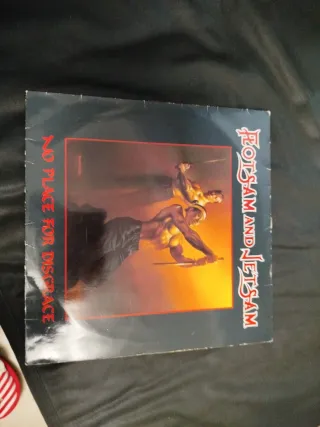 FLOTSAM AND JETSAM
NO PLACE FOR DISGRACE